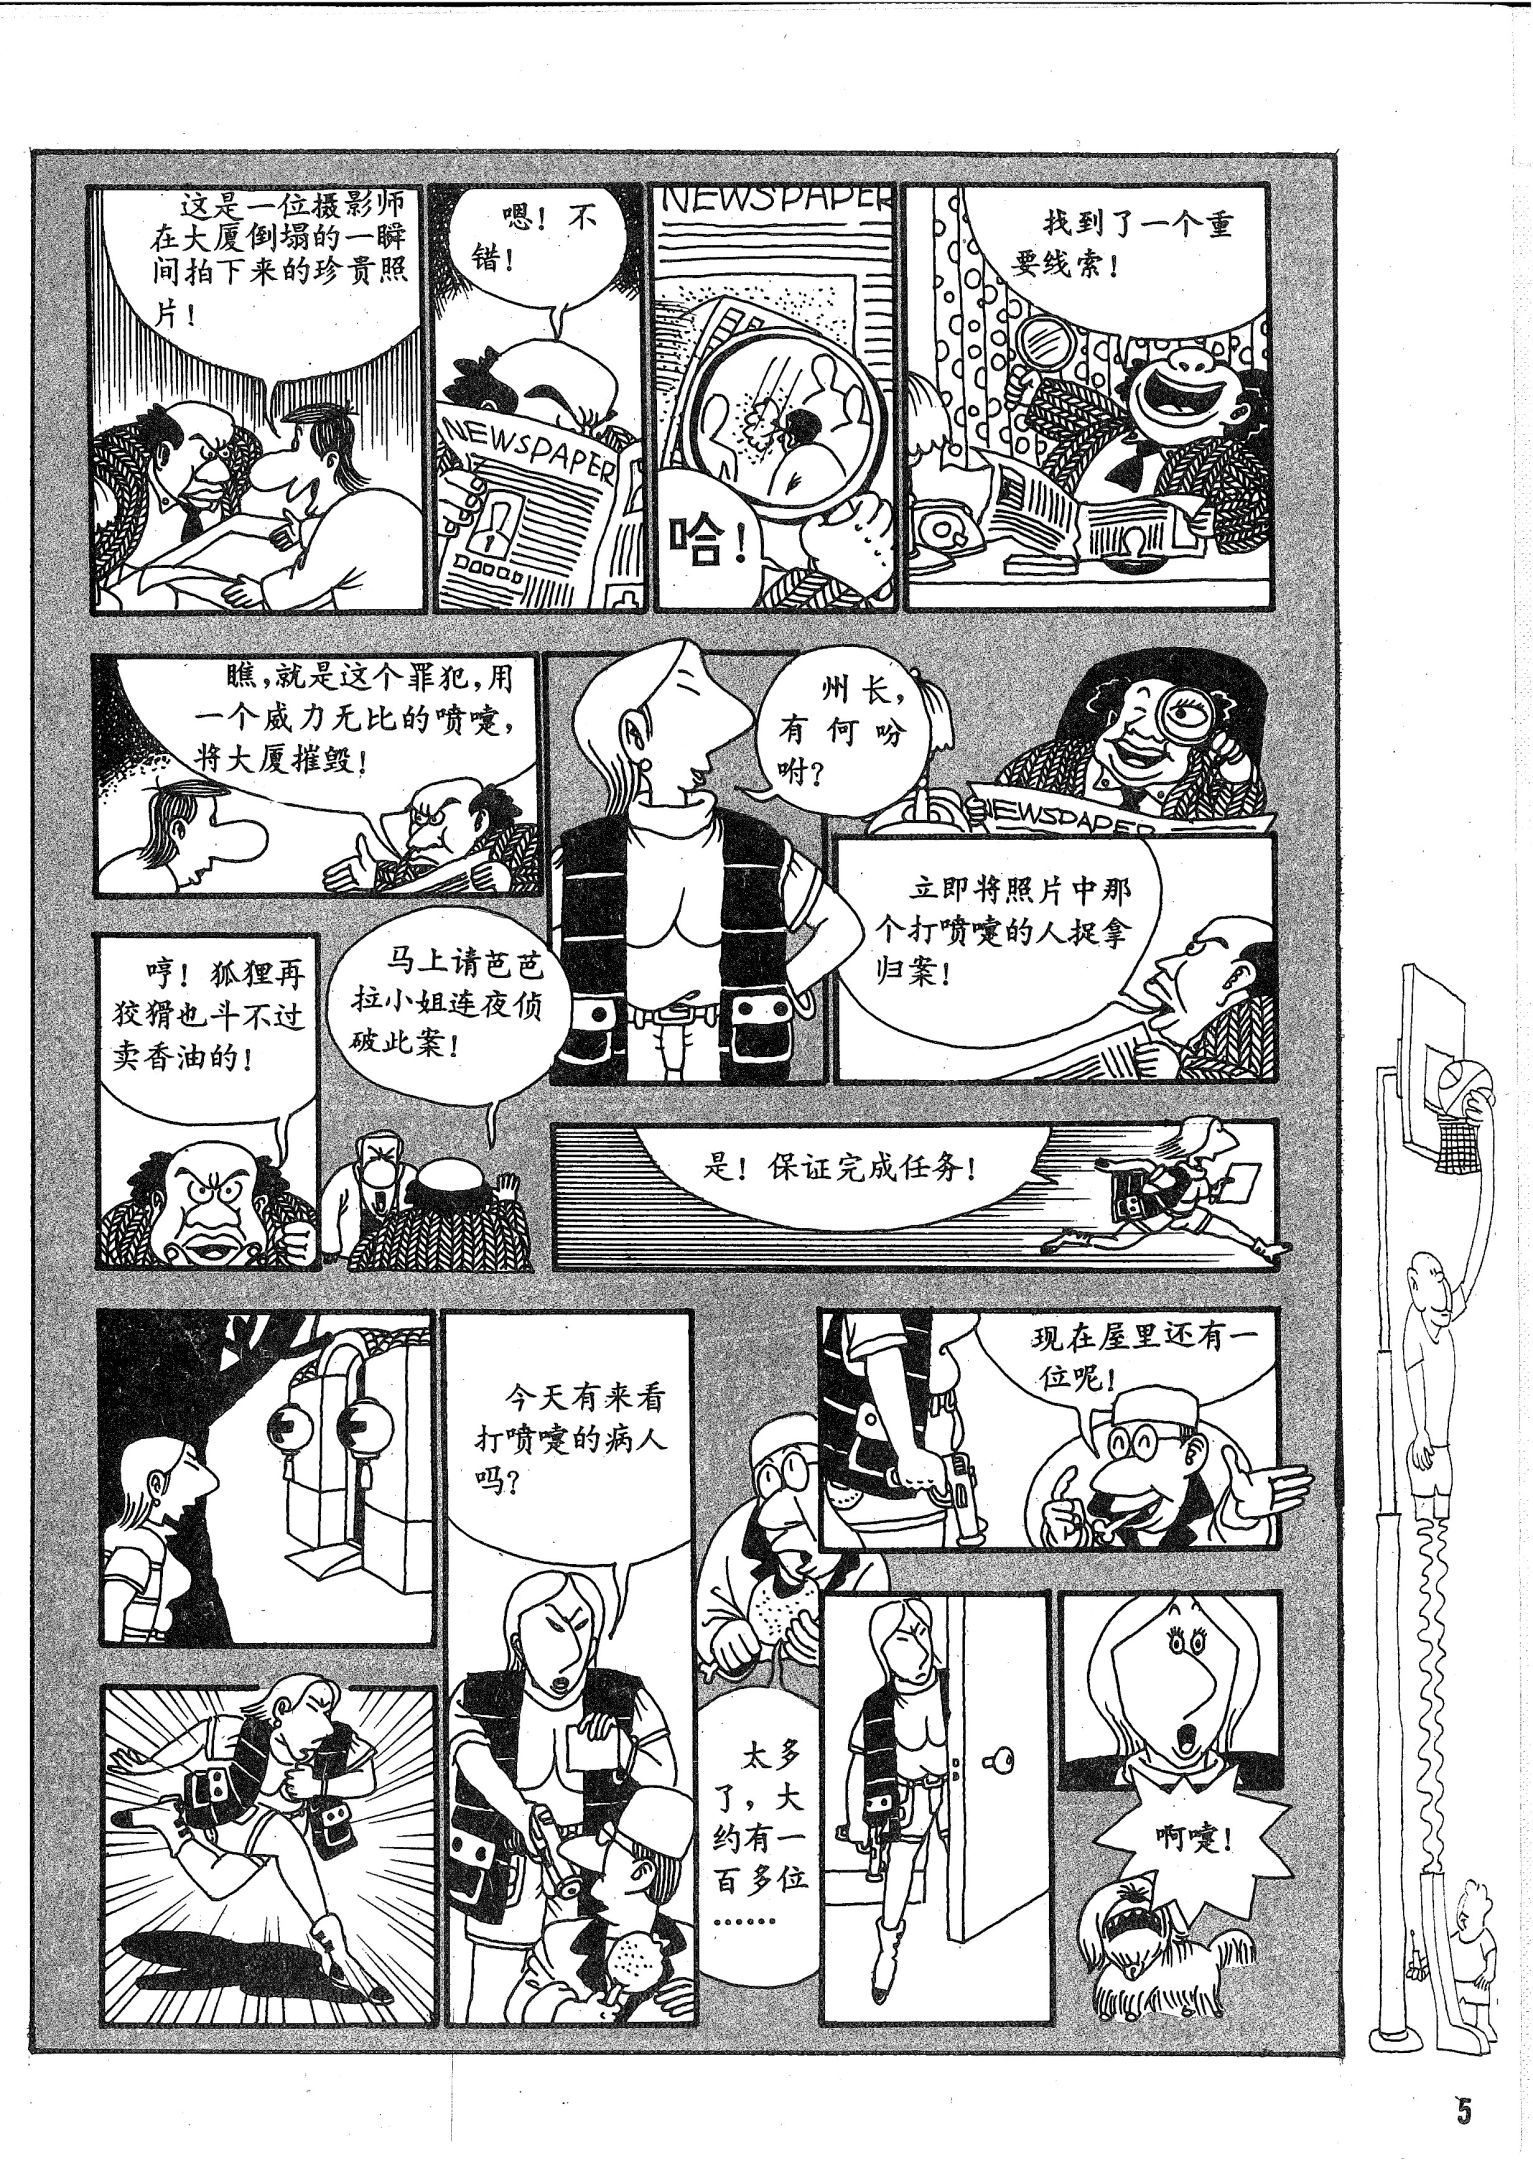 这是一位摄影师
在大厦倒塌的一瞬
间拍下来的珍贵照
片！
嗯！不
错！
NEWSPAPER
NEWSPAPER
哈！
找到了一个重
要线索！
瞧，就是这个罪犯，用
一个威力无比的喷嚏，
将大厦摧毁！
州长，
有何吩
咐？
NEWSPAPER
立即将照片中那
个打喷嚏的人捉拿
归案！
哼！狐狸再
狡猾也斗不过
卖香油的！
马上请芭芭
拉小姐连夜侦
破此案！
是！保证完成任务！
今天有来看
打喷嚏的病人
吗？
太多
了，大
约有一
百多位
……
现在屋里还有一
位呢！
啊嚏！
5